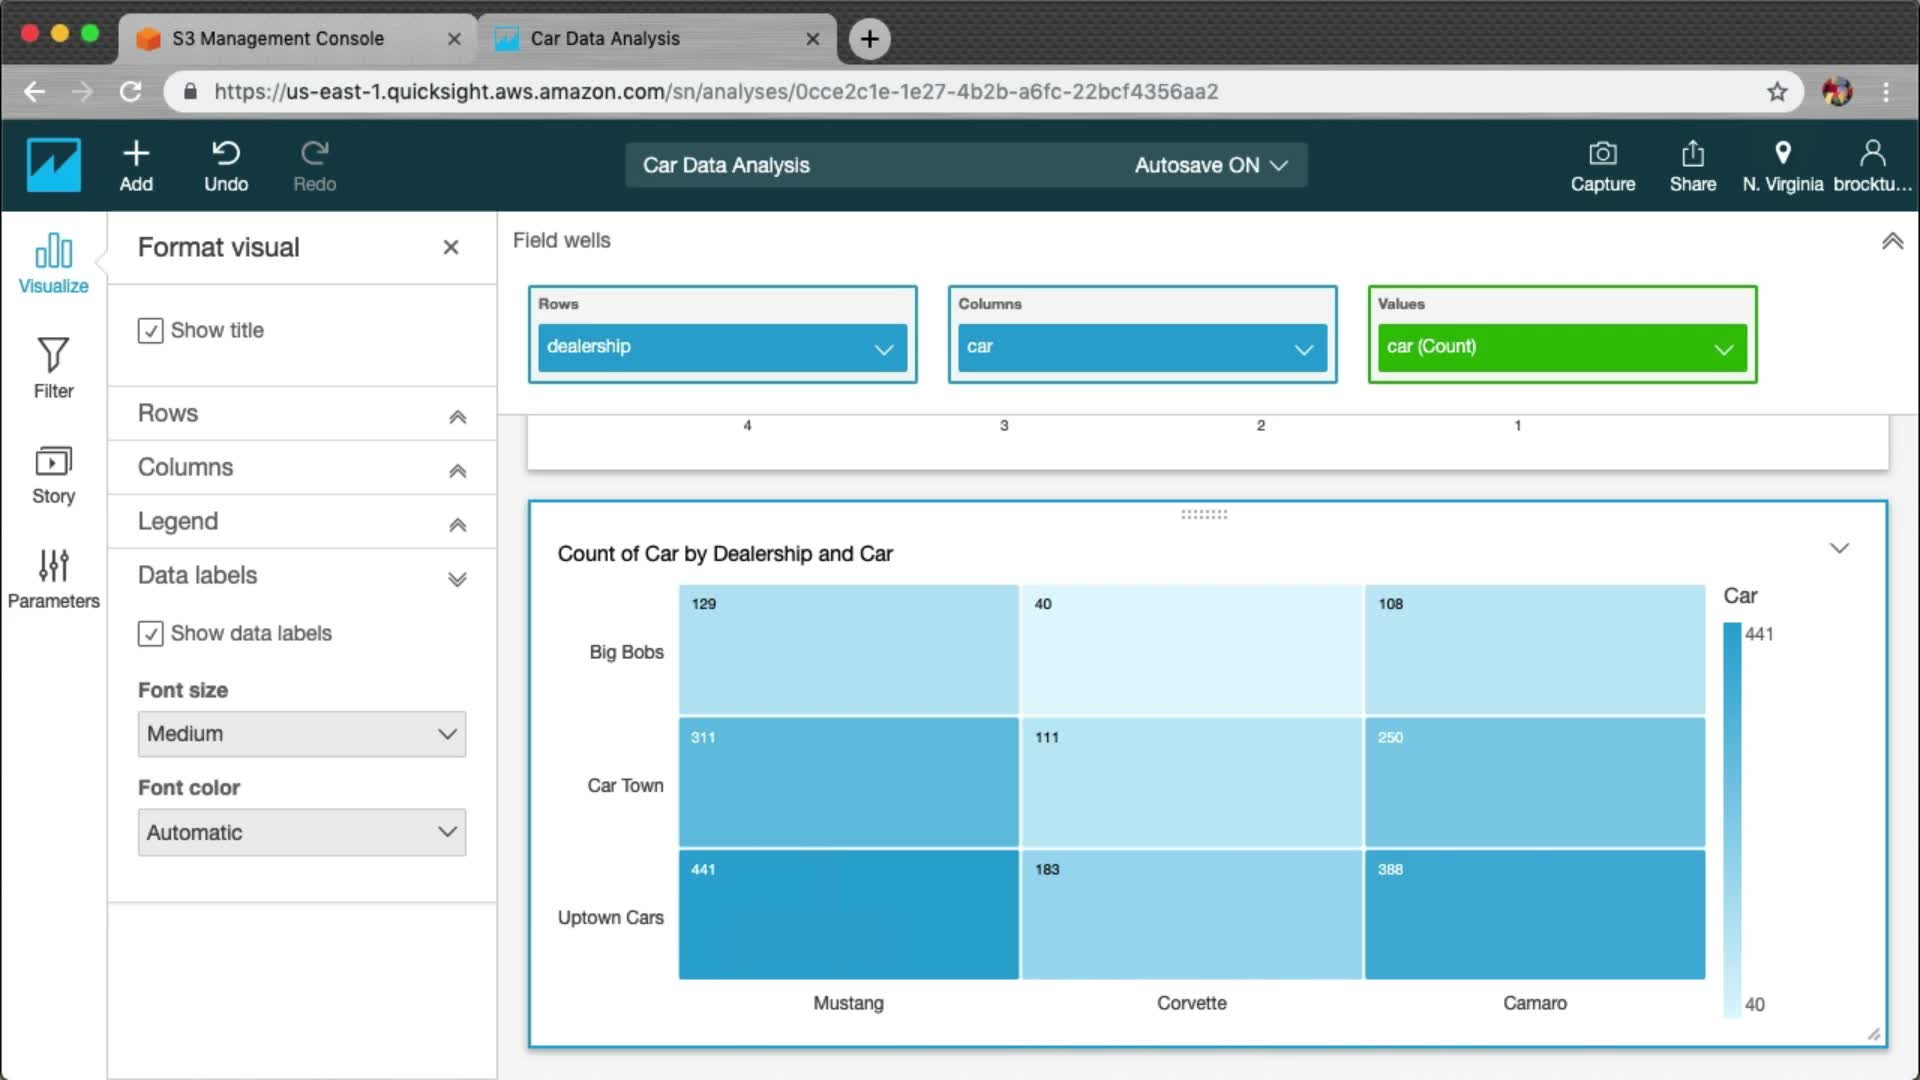 S3 Management Console
Car Data Analysis
https://us-east-1.quicksight.aws.amazon.com/sn/analyses/0cce2c1e-1e27-4b2b-a6fc-22bcf4356aa2
Add
Undo
Redo
Car Data Analysis
Autosave ON
Capture
Share
N. Virginia
brocktu...
Visualize
Filter
Story
Parameters
Format visual
Show title
Rows
Columns
Legend
Data labels
Show data labels
Font size
Medium
Font color
Automatic
Field wells
Rows
dealership
Columns
car
Values
car (Count)
4 3 2 1
Count of Car by Dealership and Car
Big Bobs 129 40 108
Car Town 311 111 250
Uptown Cars 441 183 388
Mustang Corvette Camaro
Car
441
40